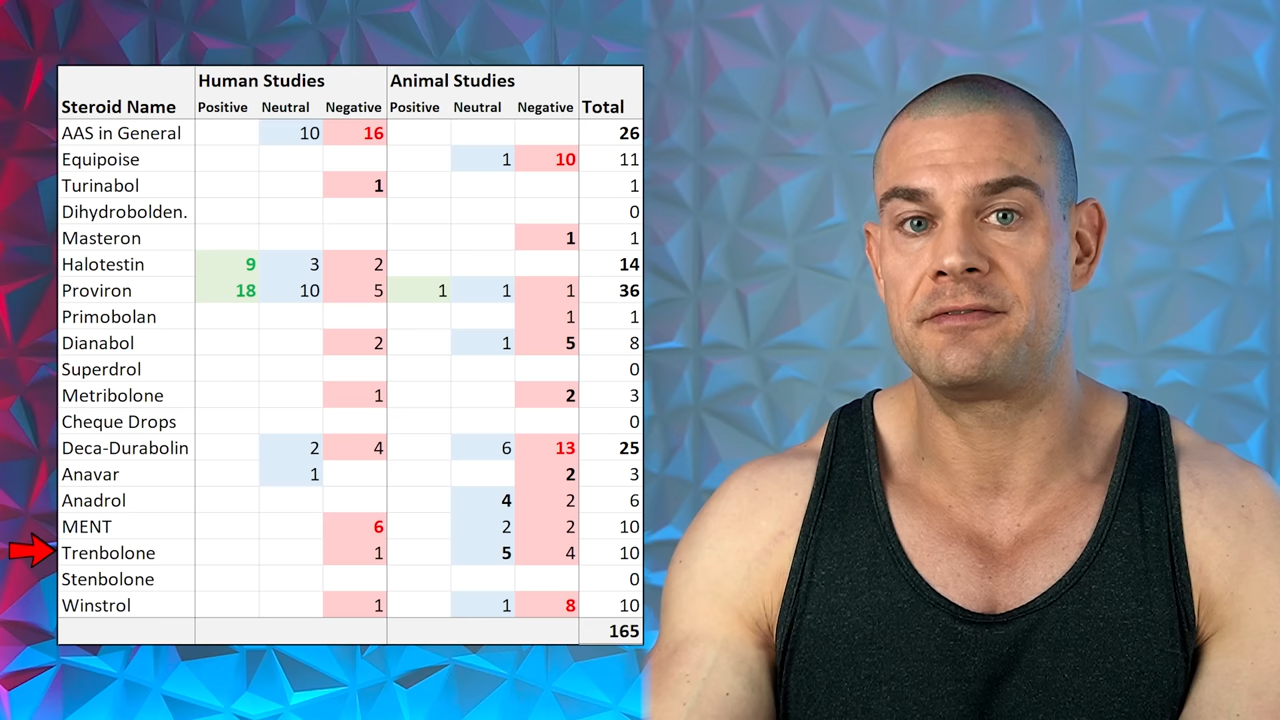 Human Studies Animal Studies
Steroid Name Positive Neutral Negative Positive Neutral Negative Total
AAS in General 10 16 26
Equipoise 1 10 11
Turinabol 1 1
Dihydrobolden. 0
Masteron 1 1
Halotestin 9 3 2 14
Proviron 18 10 5 1 1 1 36
Primobolan 1 1
Dianabol 2 1 5 8
Superdrol 0
Metribolone 1 2 3
Cheque Drops 0
Deca-Durabolin 2 4 6 13 25
Anavar 1 2 3
Anadrol 4 2 6
MENT 6 2 2 10
Trenbolone 1 5 4 10
Stenbolone 0
Winstrol 1 1 8 10
165